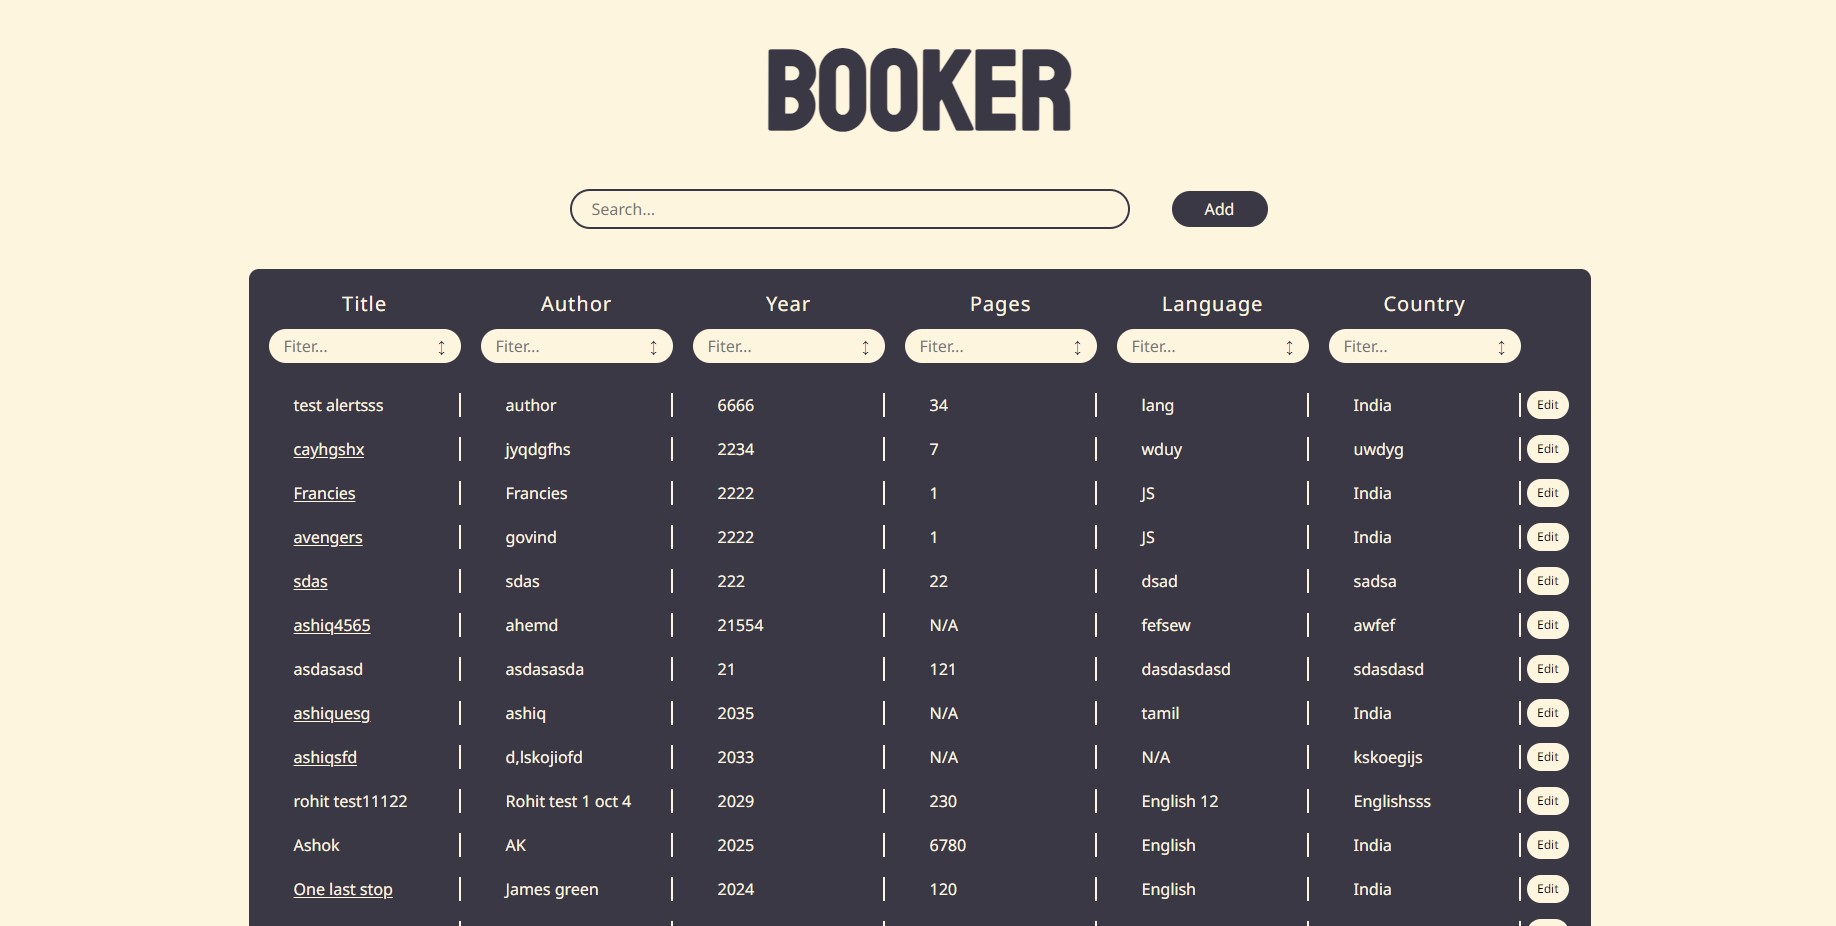 BOOKER
Search...
Add
Title Author Year Pages Language Country
Fiter... Fiter... Fiter... Fiter... Fiter... Fiter...
test alertsss author 6666 34 lang India Edit
cayhgshx jyqdgfhs 2234 7 wduy uwdyg Edit
Francies Francies 2222 1 JS India Edit
avengers govind 2222 1 JS India Edit
sdas sdas 222 22 dsad sadsa Edit
ashiq4565 ahemd 21554 N/A fefsew awfef Edit
asdasasd asdasasda 21 121 dasdasdasd sdasdasd Edit
ashiquesg ashiq 2035 N/A tamil India Edit
ashiqsfd d,lskojiofd 2033 N/A N/A kskoegijs Edit
rohit test11122 Rohit test 1 oct 4 2029 230 English 12 Englishsss Edit
Ashok AK 2025 6780 English India Edit
One last stop James green 2024 120 English India Edit